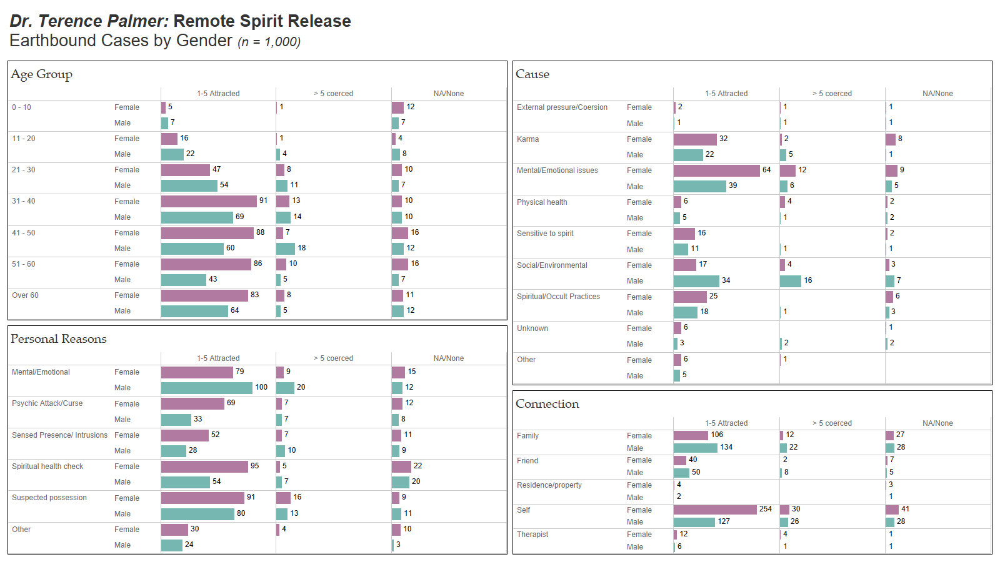 Dr. Terence Palmer: Remote Spirit Release
Earthbound Cases by Gender (n = 1,000)
Age Group
1-5 Attracted > 5 coerced NA/None
0 - 10 Female 5 1 12
Male 7 7
11 - 20 Female 16 1 4
Male 22 4 8
21 - 30 Female 47 8 10
Male 54 11 7
31 - 40 Female 91 13 10
Male 69 14 10
41 - 50 Female 88 7 16
Male 60 18 12
51 - 60 Female 86 10 16
Male 43 5 7
Over 60 Female 83 8 11
Male 64 5 12
Personal Reasons
1-5 Attracted > 5 coerced NA/None
Mental/Emotional Female 79 9 15
Male 100 20 12
Psychic Attack/Curse Female 69 7 12
Male 33 7 8
Sensed Presence/ Intrusions Female 52 7 11
Male 28 10 9
Spiritual health check Female 95 5 22
Male 54 7 20
Suspected possession Female 91 16 9
Male 80 13 11
Other Female 30 4 10
Male 24 3
Cause
1-5 Attracted > 5 coerced NA/None
External pressure/Coersion Female 2 1 1
Male 1 1 1
Karma Female 32 2 8
Male 22 5 1
Mental/Emotional issues Female 64 12 9
Male 39 6 5
Physical health Female 6 4 2
Male 5 1 2
Sensitive to spirit Female 16 2
Male 11 1 1
Social/Environmental Female 17 4 3
Male 34 16 7
Spiritual/Occult Practices Female 25 6
Male 18 1 3
Unknown Female 6 1
Male 3 2 2
Other Female 6 1
Male 5
Connection
1-5 Attracted > 5 coerced NA/None
Family Female 106 12 27
Male 134 22 28
Friend Female 40 2 7
Male 50 8 5
Residence/property Female 4 3
Male 2 1
Self Female 254 30 41
Male 127 26 28
Therapist Female 12 4 1
Male 6 1 1